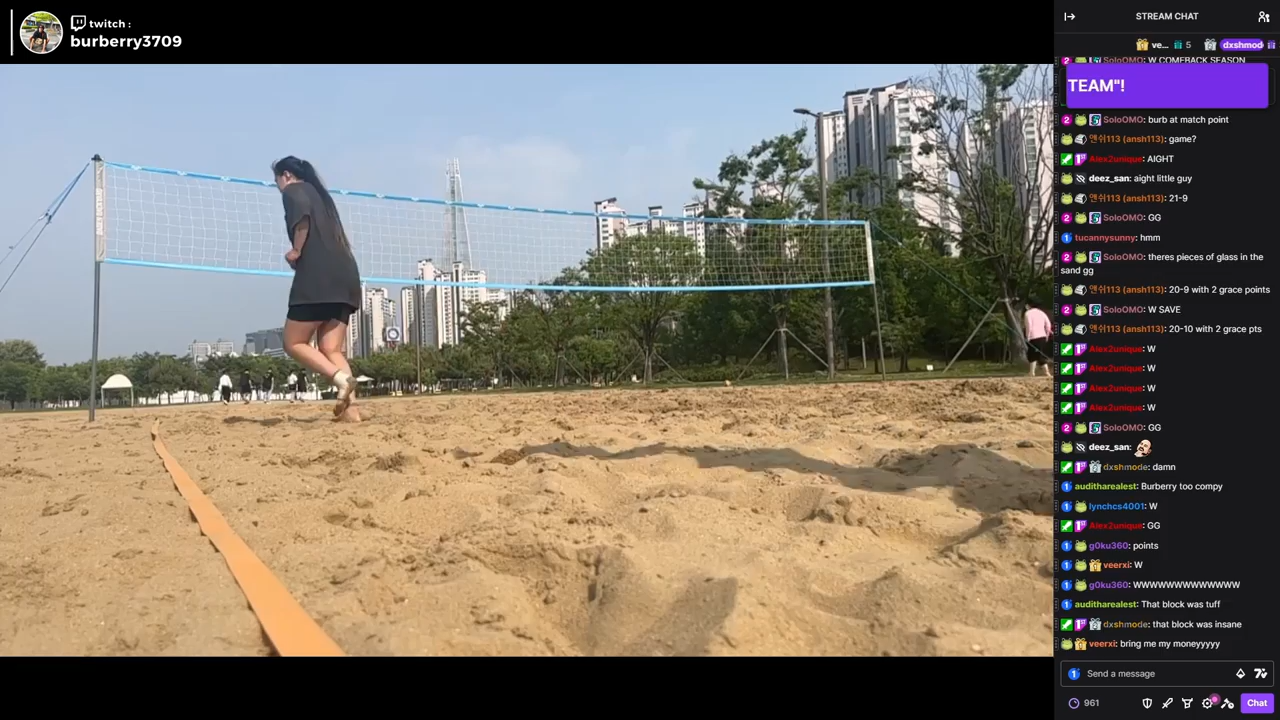 twitch :
burberry3709
STREAM CHAT
ve... 5 dxshmod
SoloOMO: W COMEBACK SEASON
TEAM"!
SoloOMO: burb at match point
앤쉬113 (ansh113): game?
Alex2unique: AIGHT
deez_san: aight little guy
앤쉬113 (ansh113): 21-9
SoloOMO: GG
tucannysunny: hmm
SoloOMO: theres pieces of glass in the
sand gg
앤쉬113 (ansh113): 20-9 with 2 grace points
SoloOMO: W SAVE
앤쉬113 (ansh113): 20-10 with 2 grace pts
Alex2unique: W
Alex2unique: W
Alex2unique: W
Alex2unique: W
SoloOMO: GG
deez_san:
dxshmode: damn
auditharealest: Burberry too compy
lynchcs4001: W
Alex2unique: GG
g0ku360: points
veerxi: W
g0ku360: WWWWWWWWWWWWW
auditharealest: That block was tuff
dxshmode: that block was insane
veerxi: bring me my moneyyyyy
Send a message
961
Chat